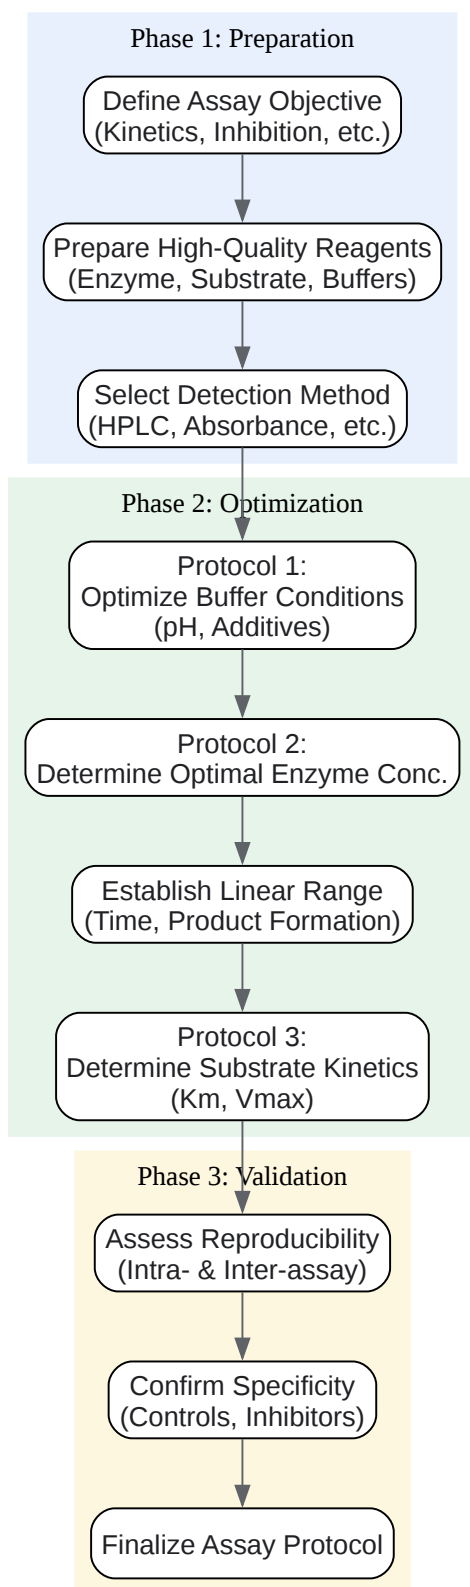 Phase 1: Preparation
Define Assay Objective
(Kinetics, Inhibition, etc.)
Prepare High-Quality Reagents
(Enzyme, Substrate, Buffers)
Select Detection Method
(HPLC, Absorbance, etc.)
Phase 2: Optimization
Protocol 1:
Optimize Buffer Conditions
(pH, Additives)
Protocol 2:
Determine Optimal Enzyme Conc.
Establish Linear Range
(Time, Product Formation)
Protocol 3:
Determine Substrate Kinetics
(Km, Vmax)
Phase 3: Validation
Assess Reproducibility
(Intra- & Inter-assay)
Confirm Specificity
(Controls, Inhibitors)
Finalize Assay Protocol